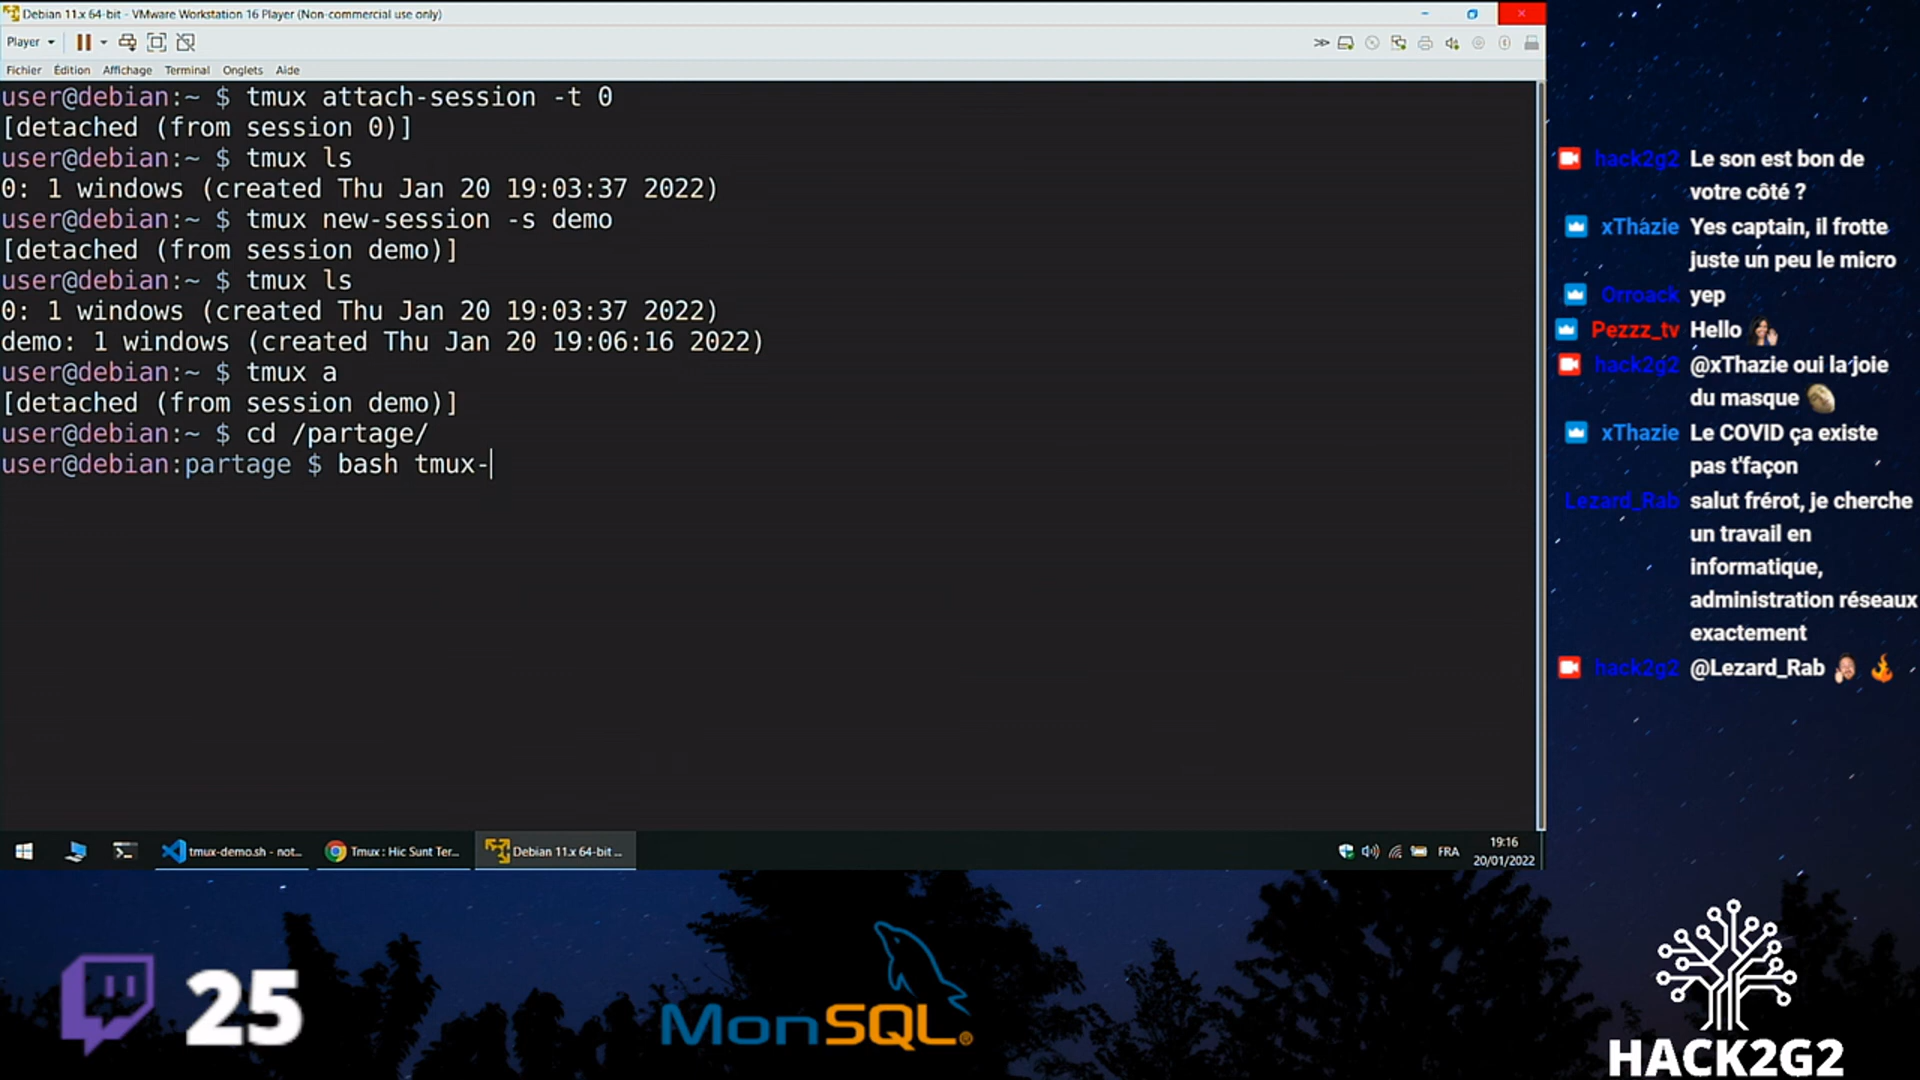 Debian 11.x 64-bit - VMware Workstation 16 Player (Non-commercial use only)
Player
Fichier Édition Affichage Terminal Onglets Aide
user@debian:~ $ tmux attach-session -t 0
[detached (from session 0)]
user@debian:~ $ tmux ls
0: 1 windows (created Thu Jan 20 19:03:37 2022)
user@debian:~ $ tmux new-session -s demo
[detached (from session demo)]
user@debian:~ $ tmux ls
0: 1 windows (created Thu Jan 20 19:03:37 2022)
demo: 1 windows (created Thu Jan 20 19:06:16 2022)
user@debian:~ $ tmux a
[detached (from session demo)]
user@debian:~ $ cd /partage/
user@debian:partage $ bash tmux-
tmux-demo.sh - not...
Tmux : Hic Sunt Ter...
Debian 11.x 64-bit ...
FRA
19:16
20/01/2022
hack2g2 Le son est bon de
votre côté ?
xThazie Yes captain, il frotte
juste un peu le micro
Orroack yep
Pezzz_tv Hello
hack2g2 @xThazie oui la joie
du masque
xThazie Le COVID ça existe
pas t'façon
Lezard_Rab salut frérot, je cherche
un travail en
informatique,
administration réseaux
exactement
hack2g2 @Lezard_Rab
25
MonSQL®
HACK2G2